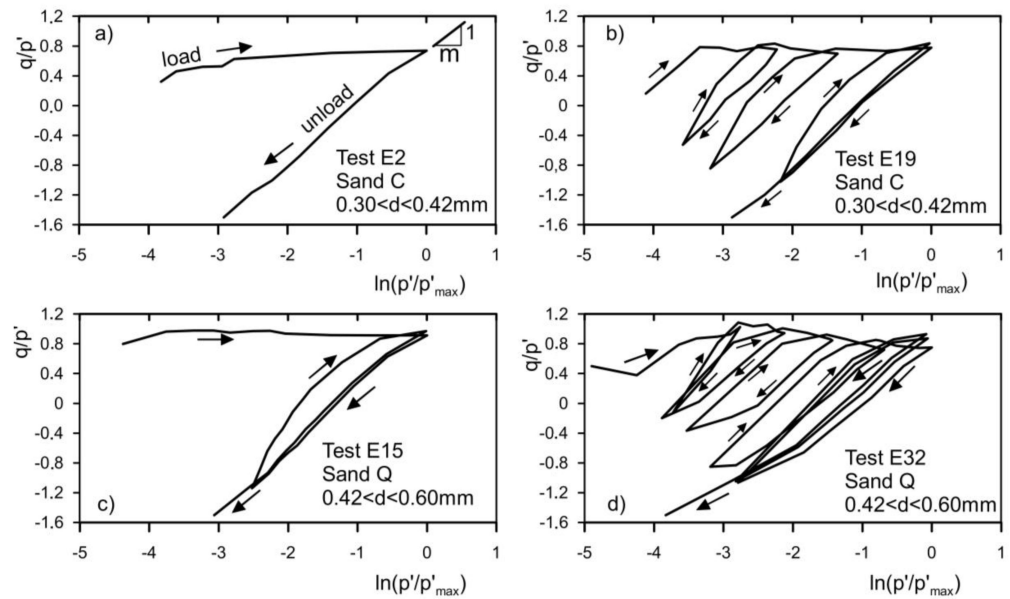 a)
q/p'
1,2
0,8
0,4
0,0
-0.4
-0.8
-1.2
-1.6
load
unload
1
m
Test E2
Sand C
0.30<d<0.42mm
-5 -4 -3 -2 -1 0 1
ln(p'/p'max)
b)
q/p'
1.2
0.8
0.4
0
-0.4
-0.8
-1.2
-1.6
Test E19
Sand C
0.30<d<0.42mm
-5 -4 -3 -2 -1 0 1
ln(p'/p'max)
q/p'
1.2
0.8
0.4
0
-0.4
-0.8
-1.2
-1.6
Test E15
Sand Q
0.42<d<0.60mm
c)
-5 -4 -3 -2 -1 0 1
ln(p'/p'max)
q/p'
1.2
0.8
0.4
0
-0.4
-0.8
-1.2
-1.6
Test E32
Sand Q
0.42<d<0.60mm
d)
-5 -4 -3 -2 -1 0 1
ln(p'/p'max)